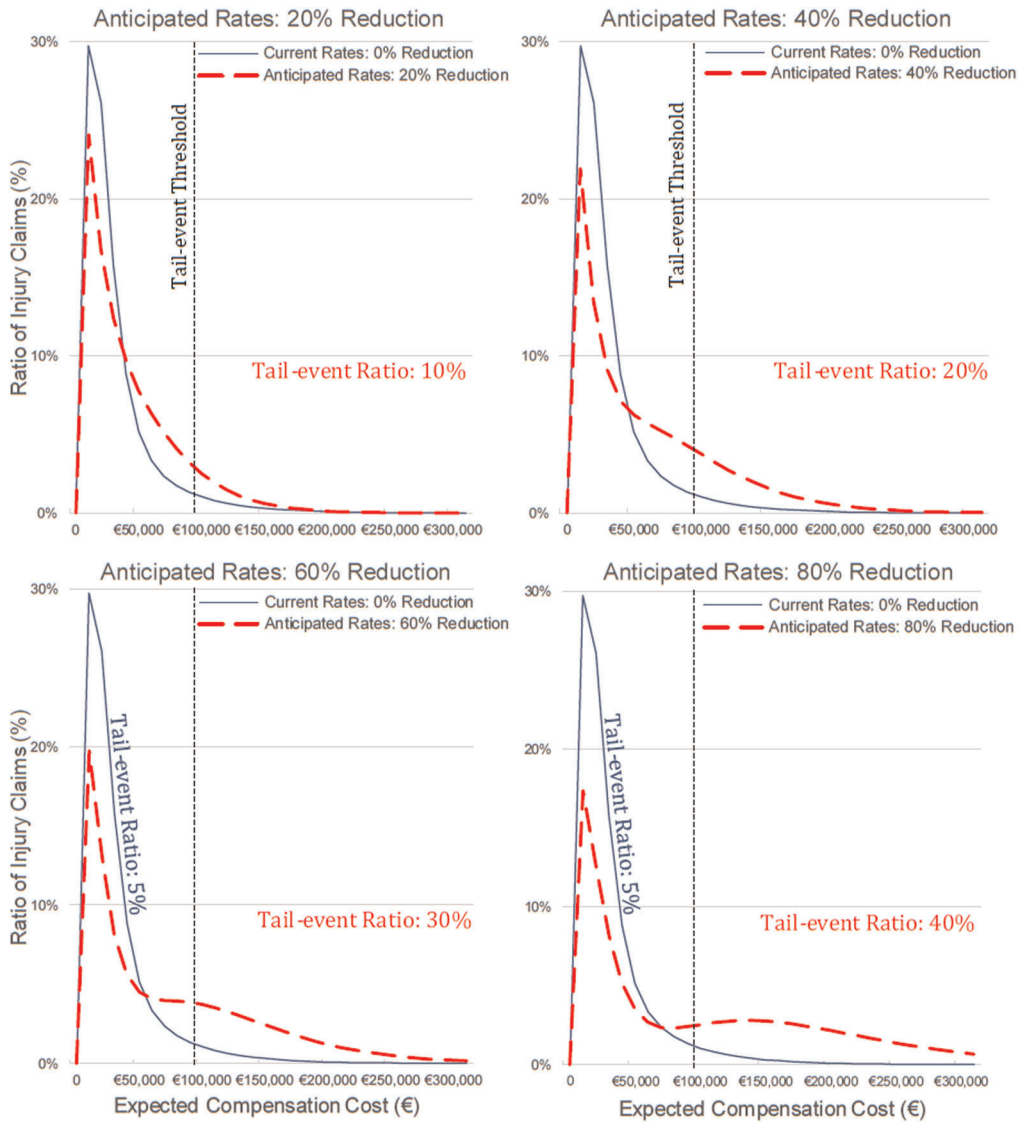 Anticipated Rates: 20% Reduction
Anticipated Rates: 40% Reduction
30%
Current Rates: 0% Reduction
Anticipated Rates: 20% Reduction
Tail-event Threshold
20%
10%
0%
Ratio of Injury Claims (%)
Tail-event Ratio: 10%
0 €50,000 €100,000 €150,000 €200,000 €250,000 €300,000
30%
Current Rates: 0% Reduction
Anticipated Rates: 40% Reduction
Tail-event Threshold
20%
10%
0%
Tail-event Ratio: 20%
0 €50,000 €100,000 €150,000 €200,000 €250,000 €300,000
Anticipated Rates: 60% Reduction
Anticipated Rates: 80% Reduction
30%
Current Rates: 0% Reduction
Anticipated Rates: 60% Reduction
20%
10%
0%
Ratio of Injury Claims (%)
Tail-event Ratio: 5%
Tail-event Ratio: 30%
0 €50,000 €100,000 €150,000 €200,000 €250,000 €300,000
Expected Compensation Cost (€)
30%
Current Rates: 0% Reduction
Anticipated Rates: 80% Reduction
20%
10%
0%
Tail-event Ratio: 5%
Tail-event Ratio: 40%
0 €50,000 €100,000 €150,000 €200,000 €250,000 €300,000
Expected Compensation Cost (€)